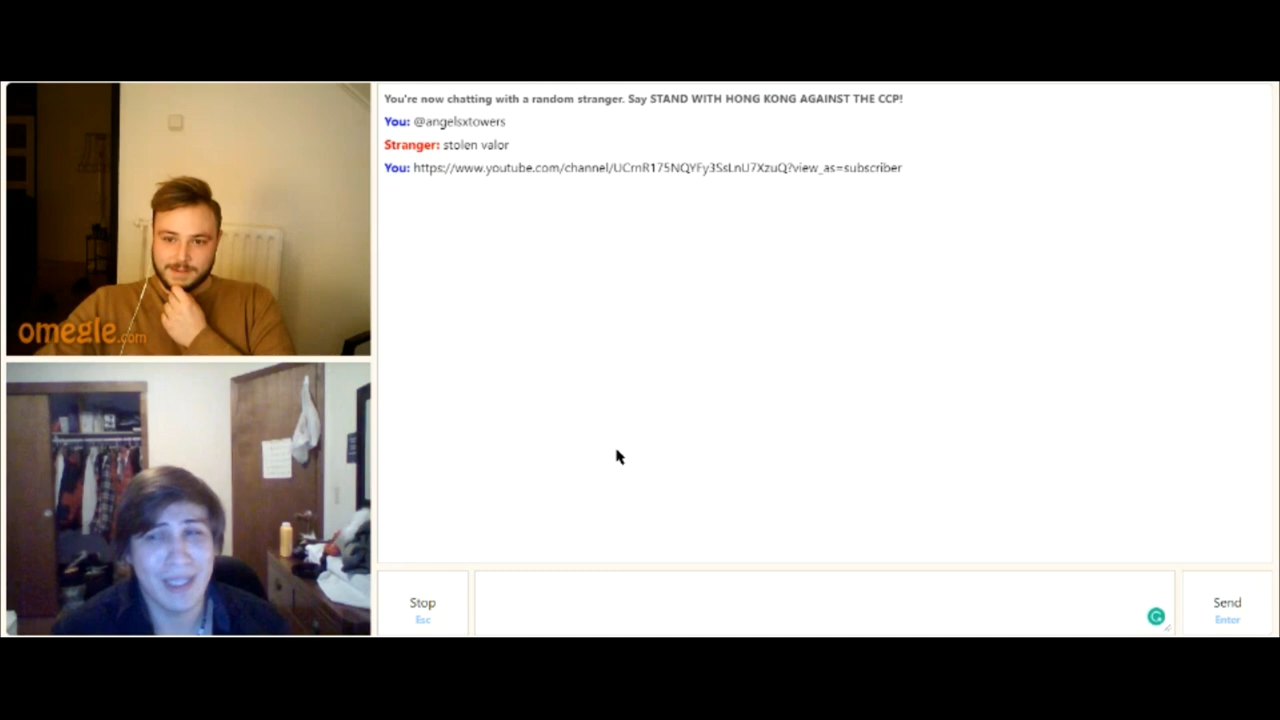 You're now chatting with a random stranger. Say STAND WITH HONG KONG AGAINST THE CCP!
You: @angelsxtowers
Stranger: stolen valor
You: https://www.youtube.com/channel/UCrnR175NQYFy3SsLnU7XzuQ?view_as=subscriber
omegle.com
Stop
Esc
Send
Enter